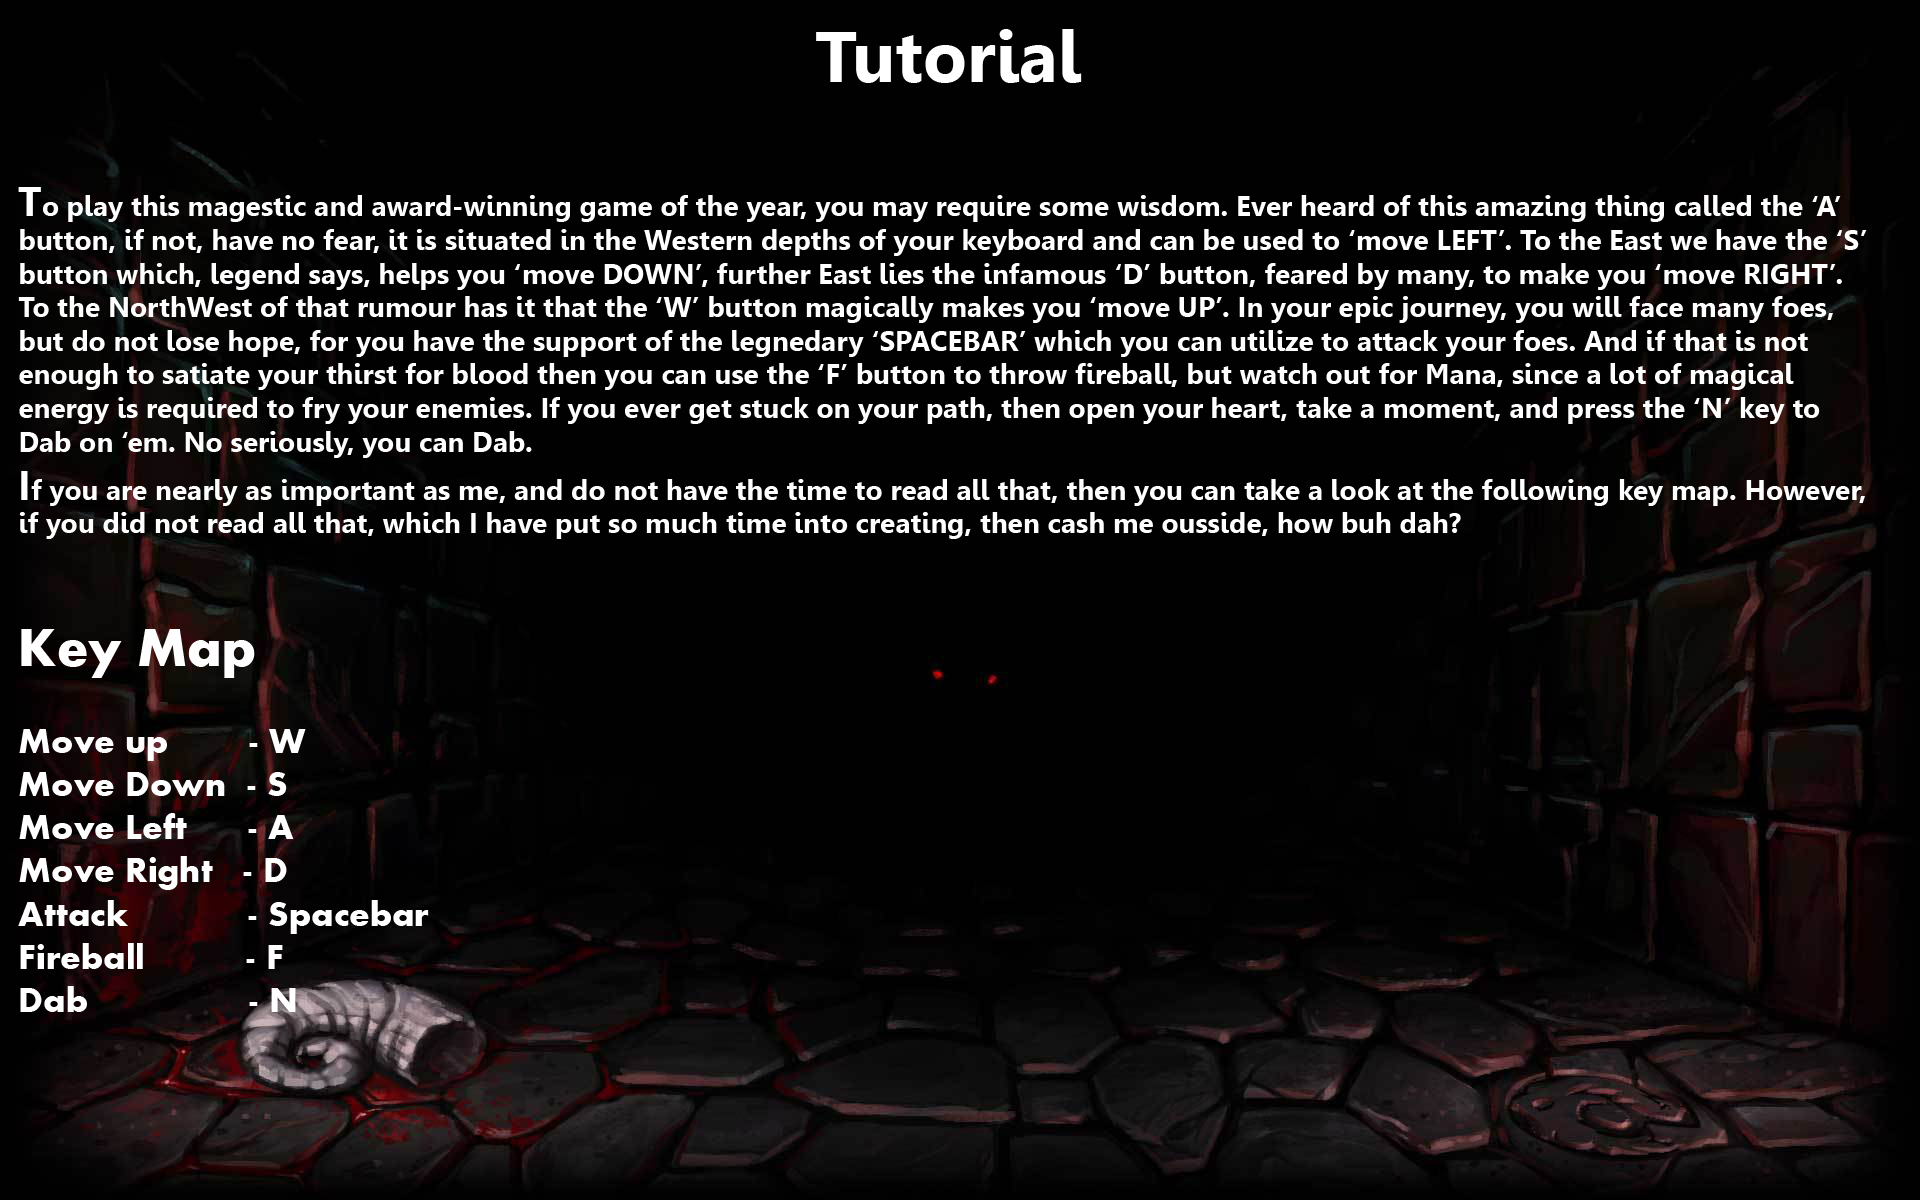 Tutorial
To play this magestic and award-winning game of the year, you may require some wisdom. Ever heard of this amazing thing called the ‘A’
button, if not, have no fear, it is situated in the Western depths of your keyboard and can be used to ‘move LEFT’. To the East we have the ‘S’
button which, legend says, helps you ‘move DOWN’, further East lies the infamous ‘D’ button, feared by many, to make you ‘move RIGHT’.
To the NorthWest of that rumour has it that the ‘W’ button magically makes you ‘move UP’. In your epic journey, you will face many foes,
but do not lose hope, for you have the support of the legnedary ‘SPACEBAR’ which you can utilize to attack your foes. And if that is not
enough to satiate your thirst for blood then you can use the ‘F’ button to throw fireball, but watch out for Mana, since a lot of magical
energy is required to fry your enemies. If you ever get stuck on your path, then open your heart, take a moment, and press the ‘N’ key to
Dab on ‘em. No seriously, you can Dab.
If you are nearly as important as me, and do not have the time to read all that, then you can take a look at the following key map. However,
if you did not read all that, which I have put so much time into creating, then cash me ousside, how buh dah?
Key Map
Move up - W
Move Down - S
Move Left - A
Move Right - D
Attack - Spacebar
Fireball - F
Dab - N